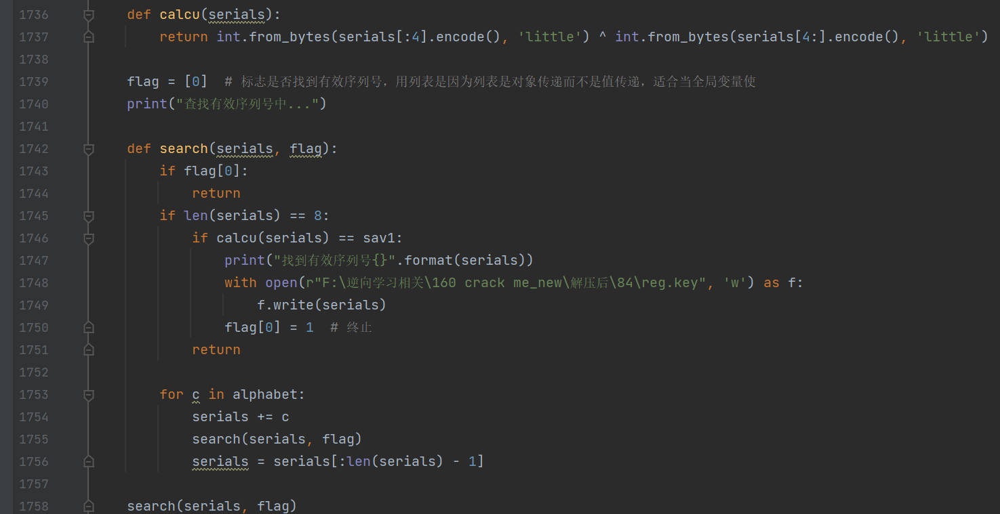 1736 def calcu(serials):
1737 return int.from_bytes(serials[:4].encode(), 'little') ^ int.from_bytes(serials[4:].encode(), 'little')
1738
1739 flag = [0]  # 标志是否找到有效序列号，用列表是因为列表是对象传递而不是值传递，适合当全局变量使
1740 print("查找有效序列号中...")
1741
1742 def search(serials, flag):
1743 if flag[0]:
1744 return
1745 if len(serials) == 8:
1746 if calcu(serials) == sav1:
1747 print("找到有效序列号{}".format(serials))
1748 with open(r"F:\逆向学习相关\160 crack me_new\解压后\84\reg.key", 'w') as f:
1749 f.write(serials)
1750 flag[0] = 1  # 终止
1751 return
1752
1753 for c in alphabet:
1754 serials += c
1755 search(serials, flag)
1756 serials = serials[:len(serials) - 1]
1757
1758 search(serials, flag)